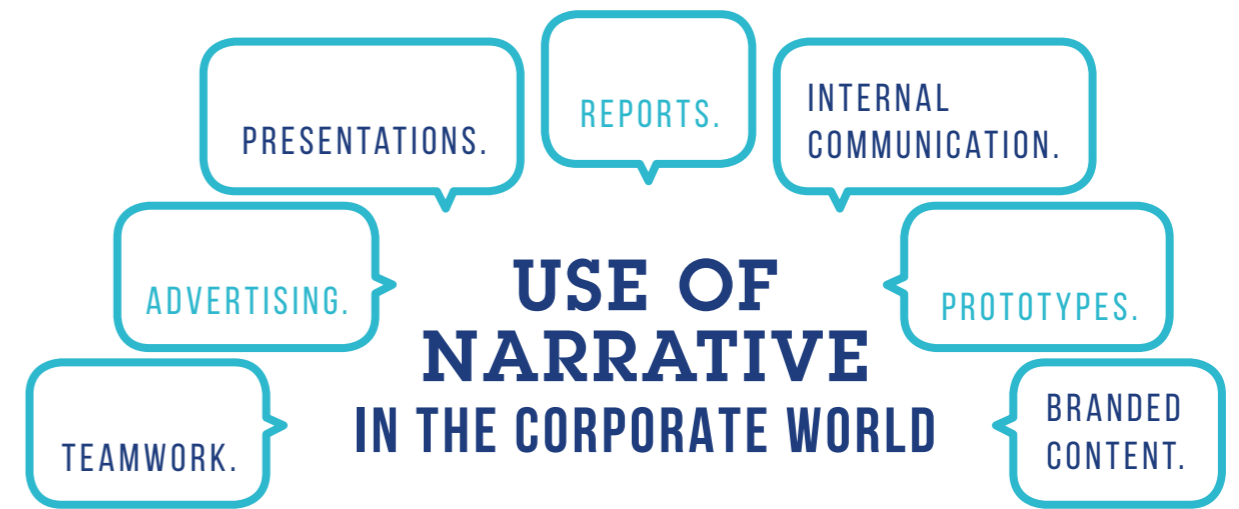 PRESENTATIONS.
REPORTS.
INTERNAL
COMMUNICATION.
ADVERTISING.
PROTOTYPES.
TEAMWORK.
BRANDED
CONTENT.
USE OF
NARRATIVE
IN THE CORPORATE WORLD